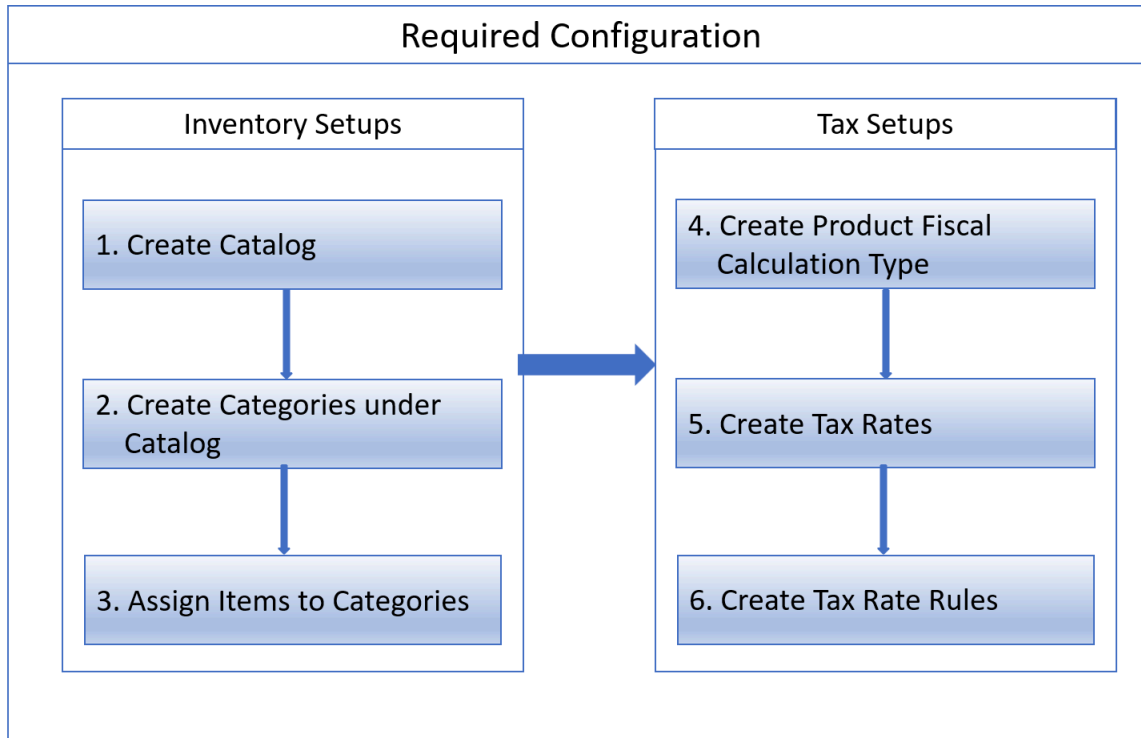 Required Configuration
Inventory Setups
1. Create Catalog
2. Create Categories under
Catalog
3. Assign Items to Categories
Tax Setups
4. Create Product Fiscal
Calculation Type
5. Create Tax Rates
6. Create Tax Rate Rules